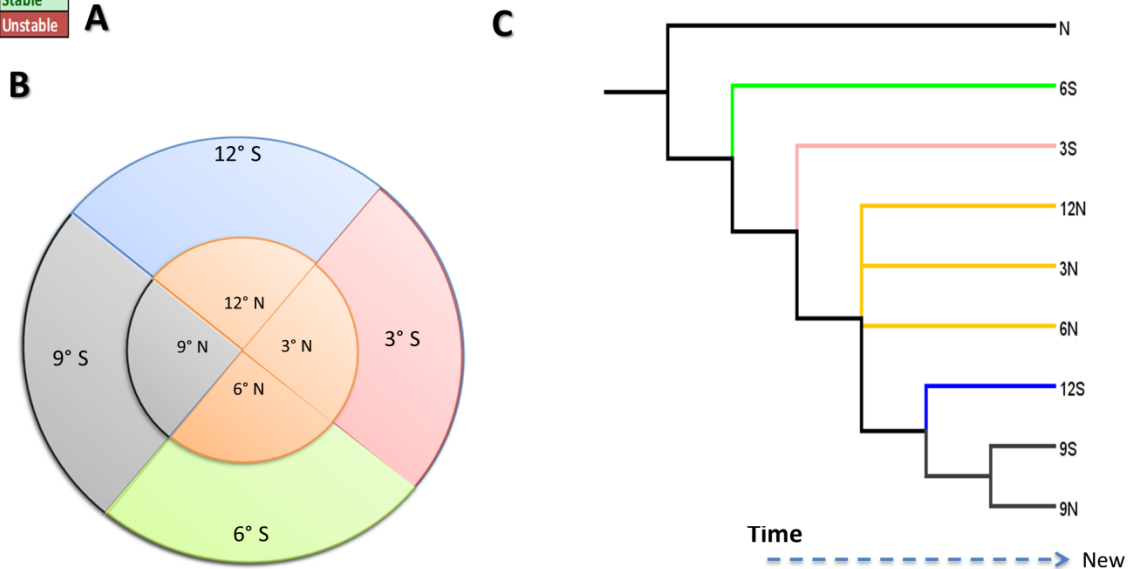 Stable
Unstable
A
B
12° S
12° N
9° S
9° N
3° N
3° S
6° N
6° S
C
N
6S
3S
12N
3N
6N
12S
9S
9N
Time
New